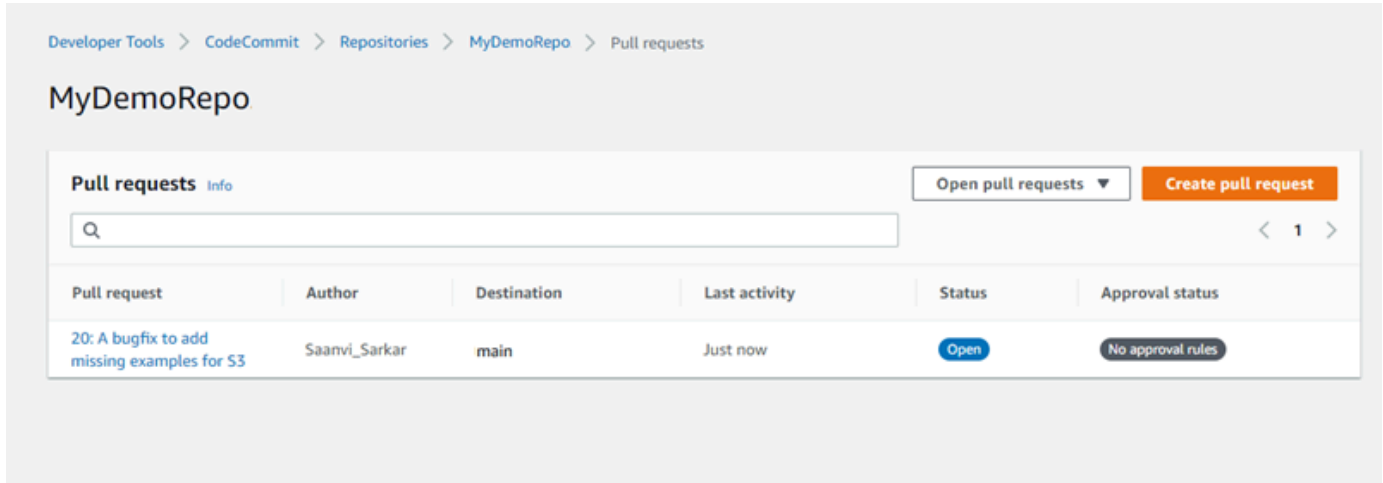 Developer Tools > CodeCommit > Repositories > MyDemoRepo > Pull requests
MyDemoRepo
Pull requests Info Open pull requests ▼ Create pull request
< 1 >
Pull request Author Destination Last activity Status Approval status
20: A bugfix to add
missing examples for S3 Saanvi_Sarkar main Just now Open No approval rules